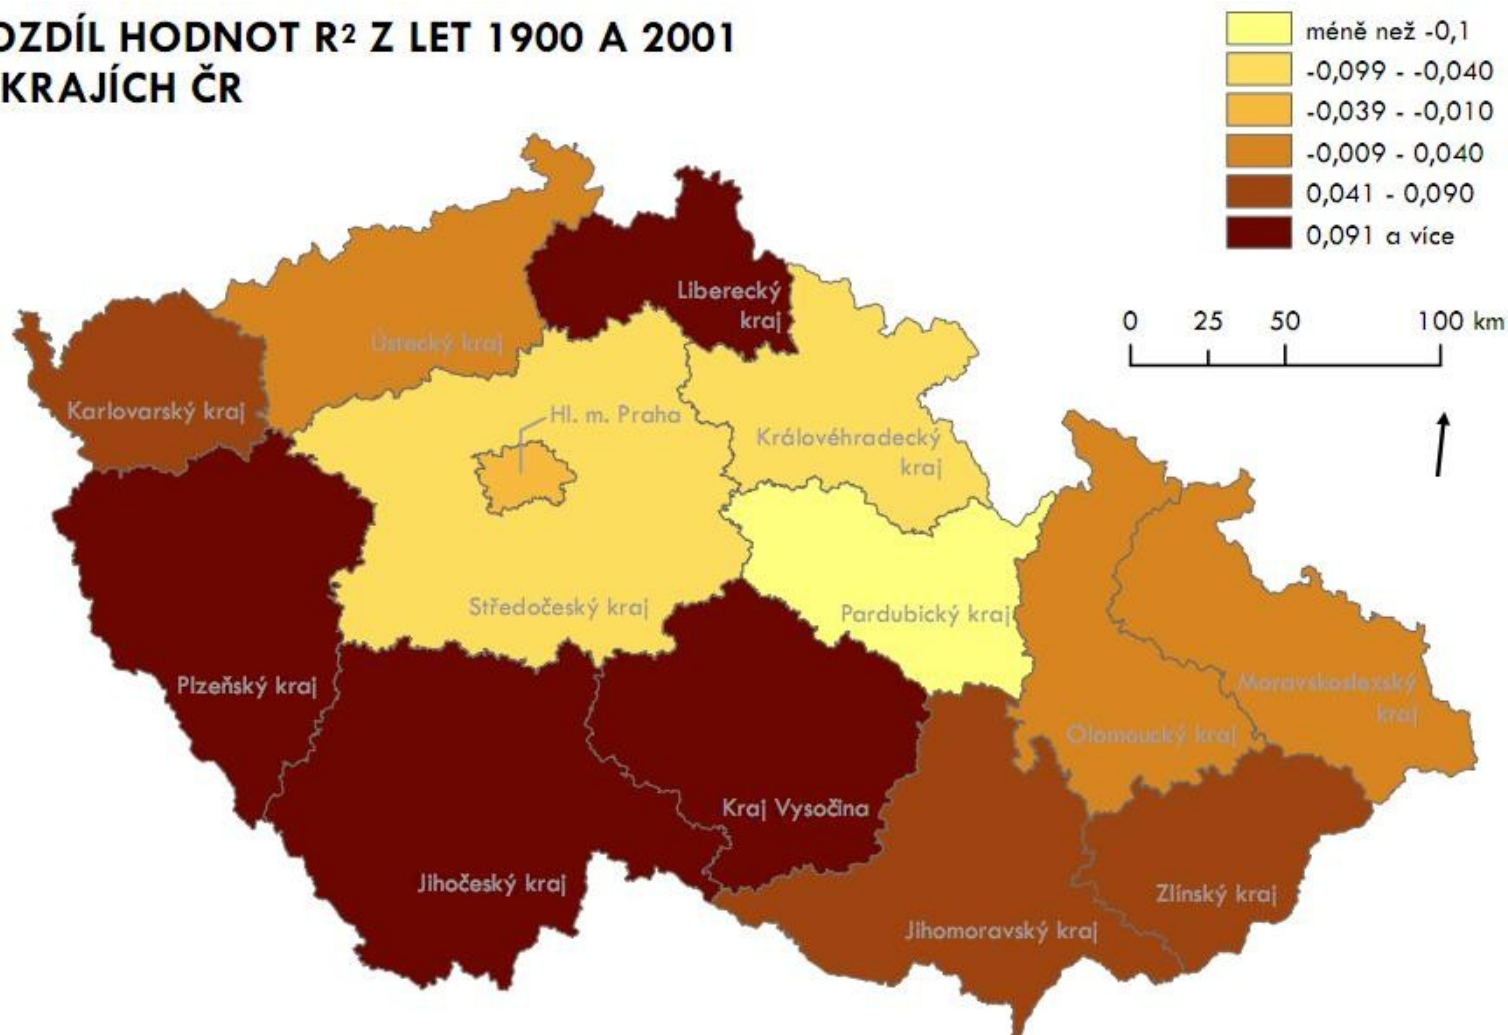 OZDÍL HODNOT R² Z LET 1900 A 2001
KRAJÍCH ČR
méně než -0,1
-0,099 - -0,040
-0,039 - -0,010
-0,009 - 0,040
0,041 - 0,090
0,091 a více
0 25 50 100 km
Liberecký
kraj
Ústecký kraj
Karlovarský kraj
Hl. m. Praha
Královéhradecký
kraj
Středočeský kraj
Pardubický kraj
Plzeňský kraj
Moravskoslezský
kraj
Olomoucký kraj
Kraj Vysočina
Jihočeský kraj
Zlínský kraj
Jihomoravský kraj